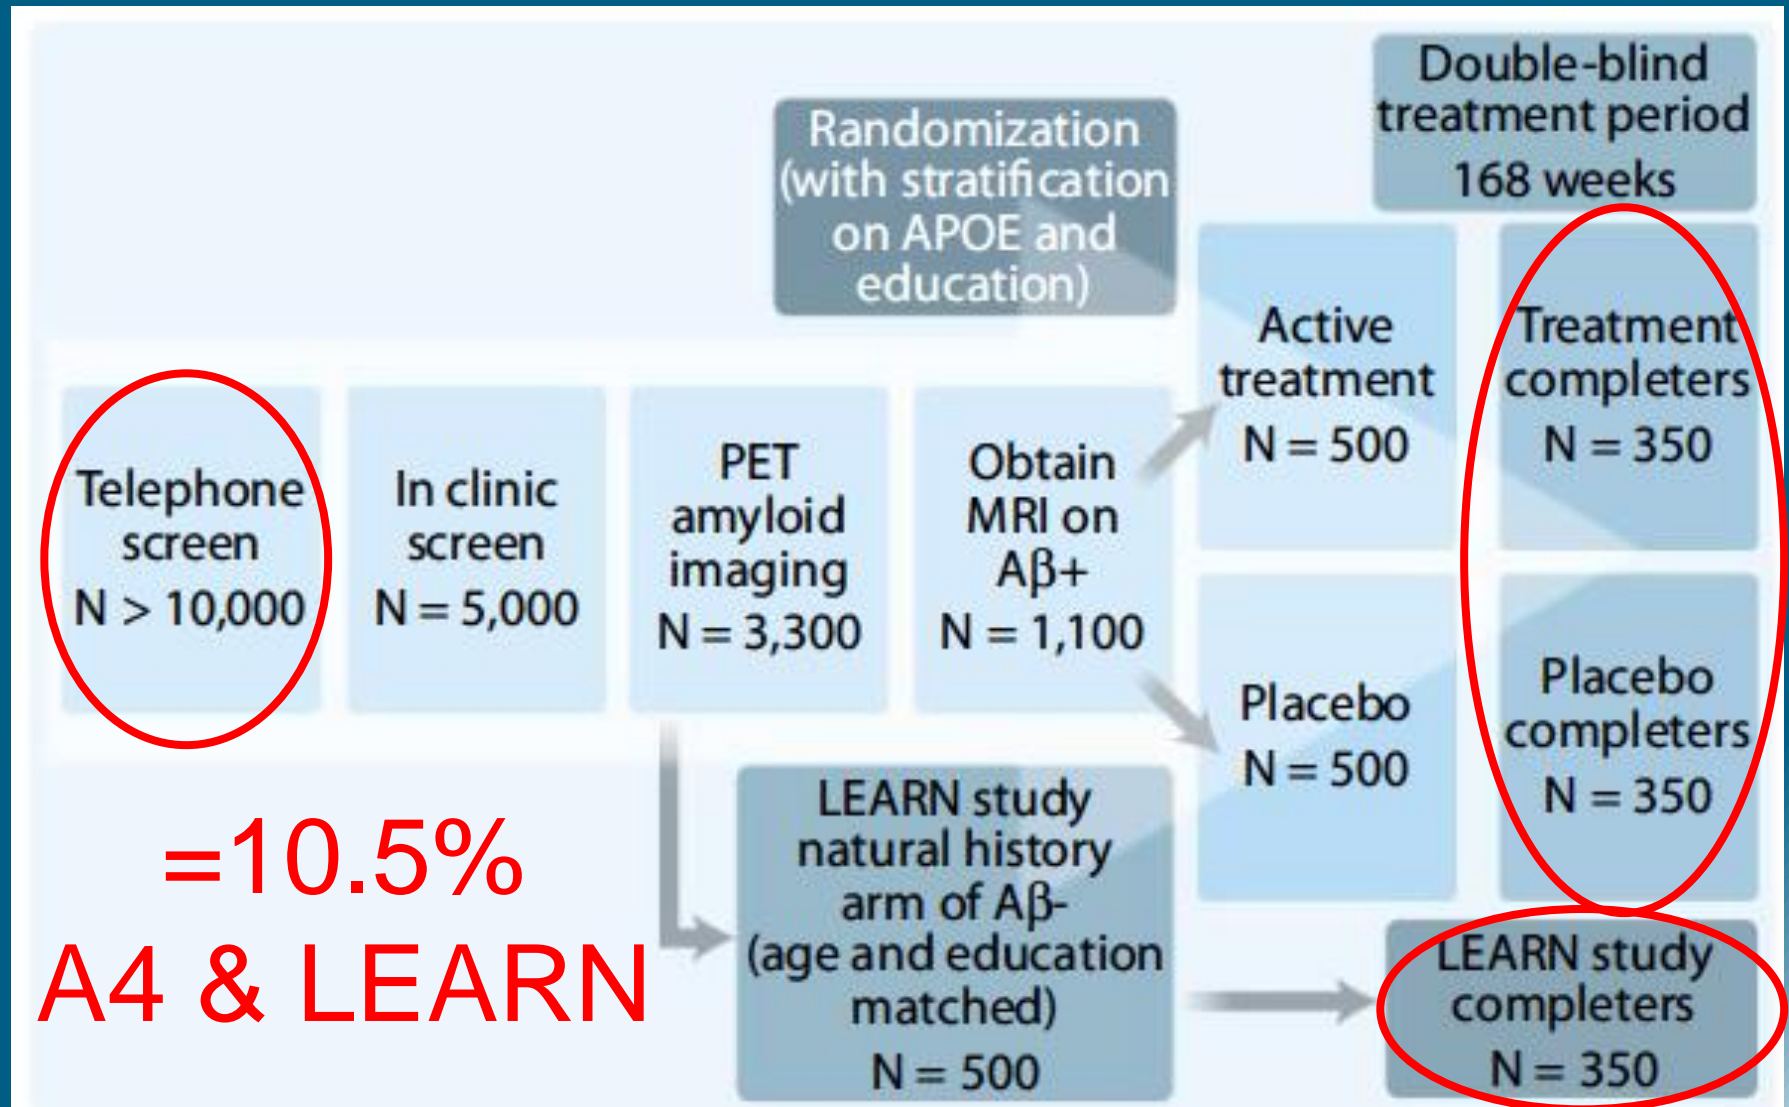 Double-blind
treatment period
168 weeks
Randomization
(with stratification
on APOE and
education)
Telephone
screen
N > 10,000
In clinic
screen
N = 5,000
PET
amyloid
imaging
N = 3,300
Obtain
MRI on
Aβ+
N = 1,100
Active
treatment
N = 500
Treatment
completers
N = 350
Placebo
N = 500
Placebo
completers
N = 350
=10.5%
A4 & LEARN
LEARN study
natural history
arm of Aβ-
(age and education
matched)
N = 500
LEARN study
completers
N = 350